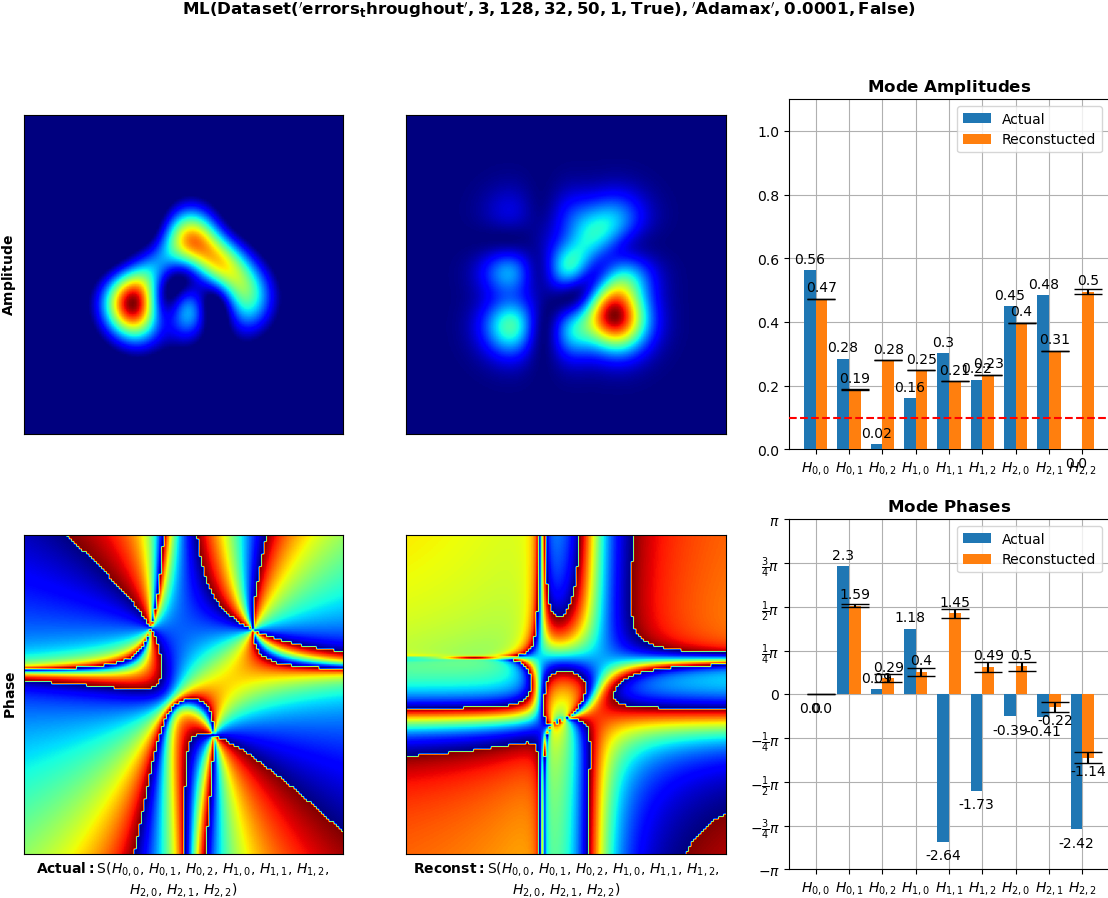 ML(Dataset('errors_throughout', 3, 128, 32, 50, 1, True), 'Adamax', 0.0001, False)
Amplitude
Mode Amplitudes
Actual
Reconstucted
1.0
0.8
0.6
0.4
0.2
0.0
0.56
0.47
0.28
0.19
0.02
0.28
0.16
0.25
0.3
0.21
0.22
0.23
0.45
0.4
0.48
0.31
0.0
0.5
H0,0 H0,1 H0,2 H1,0 H1,1 H1,2 H2,0 H2,1 H2,2
Phase
Actual: S(H0,0, H0,1, H0,2, H1,0, H1,1, H1,2,
H2,0, H2,1, H2,2)
Reconst: S(H0,0, H0,1, H0,2, H1,0, H1,1, H1,2,
H2,0, H2,1, H2,2)
Mode Phases
Actual
Reconstucted
π
3/4π
1/2π
1/4π
0
−1/4π
−1/2π
−3/4π
−π
0.0
0.0
2.3
1.59
0.09
0.29
1.18
0.4
-2.64
1.45
-1.73
0.49
-0.39
0.5
-0.41
-0.22
-2.42
-1.14
H0,0 H0,1 H0,2 H1,0 H1,1 H1,2 H2,0 H2,1 H2,2